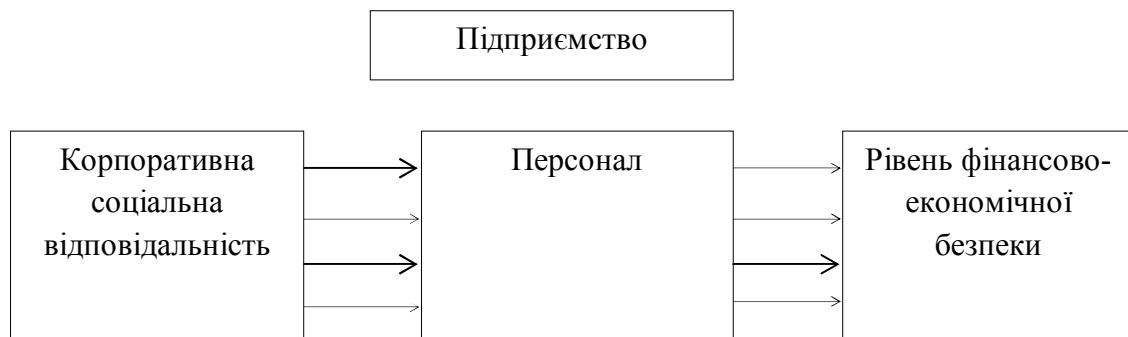 Підприємство
Корпоративна
соціальна
відповідальність
Персонал
Рівень фінансово-
економічної
безпеки